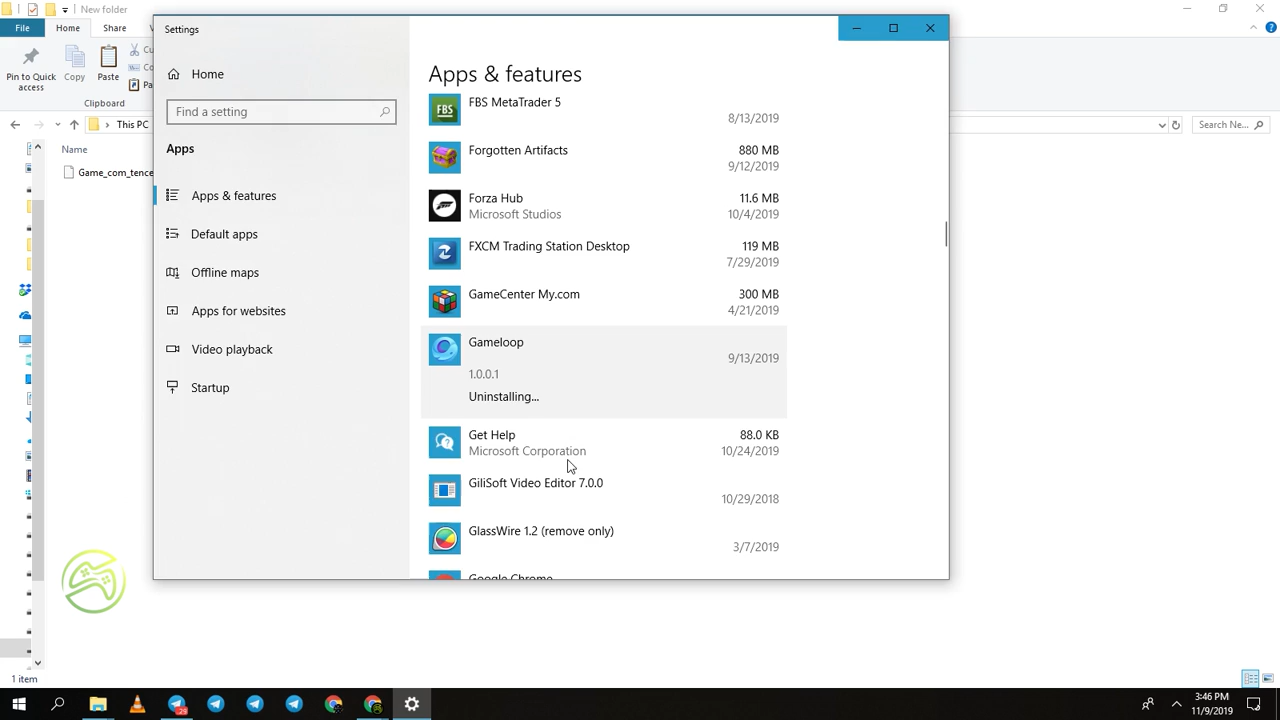 New folder
File
Home
Share
Pin to Quick
access
Copy
Paste
Clipboard
This PC
Search Ne...
Name
Game_com_tence
1 item
Settings
Home
Find a setting
Apps
Apps & features
Default apps
Offline maps
Apps for websites
Video playback
Startup
Apps & features
FBS
FBS MetaTrader 5
8/13/2019
Forgotten Artifacts 880 MB
9/12/2019
Forza Hub 11.6 MB
Microsoft Studios 10/4/2019
FXCM Trading Station Desktop 119 MB
7/29/2019
GameCenter My.com 300 MB
4/21/2019
Gameloop
9/13/2019
1.0.0.1
Uninstalling...
Get Help 88.0 KB
Microsoft Corporation 10/24/2019
GiliSoft Video Editor 7.0.0
10/29/2018
GlassWire 1.2 (remove only)
3/7/2019
Google Chrome
3:46 PM
11/9/2019